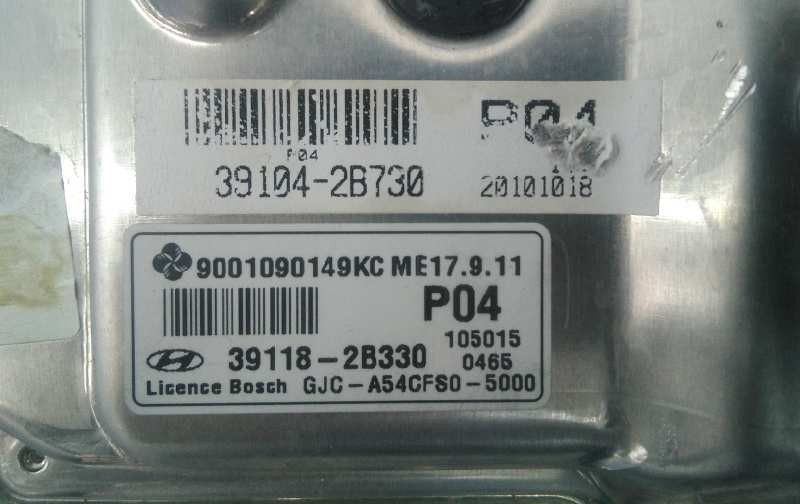 P04
P04
39104-2B730
20101018
9001090149KC ME17.9.11
P04
105015
39118-2B330
0465
Licence Bosch GJC-A54CFS0-5000